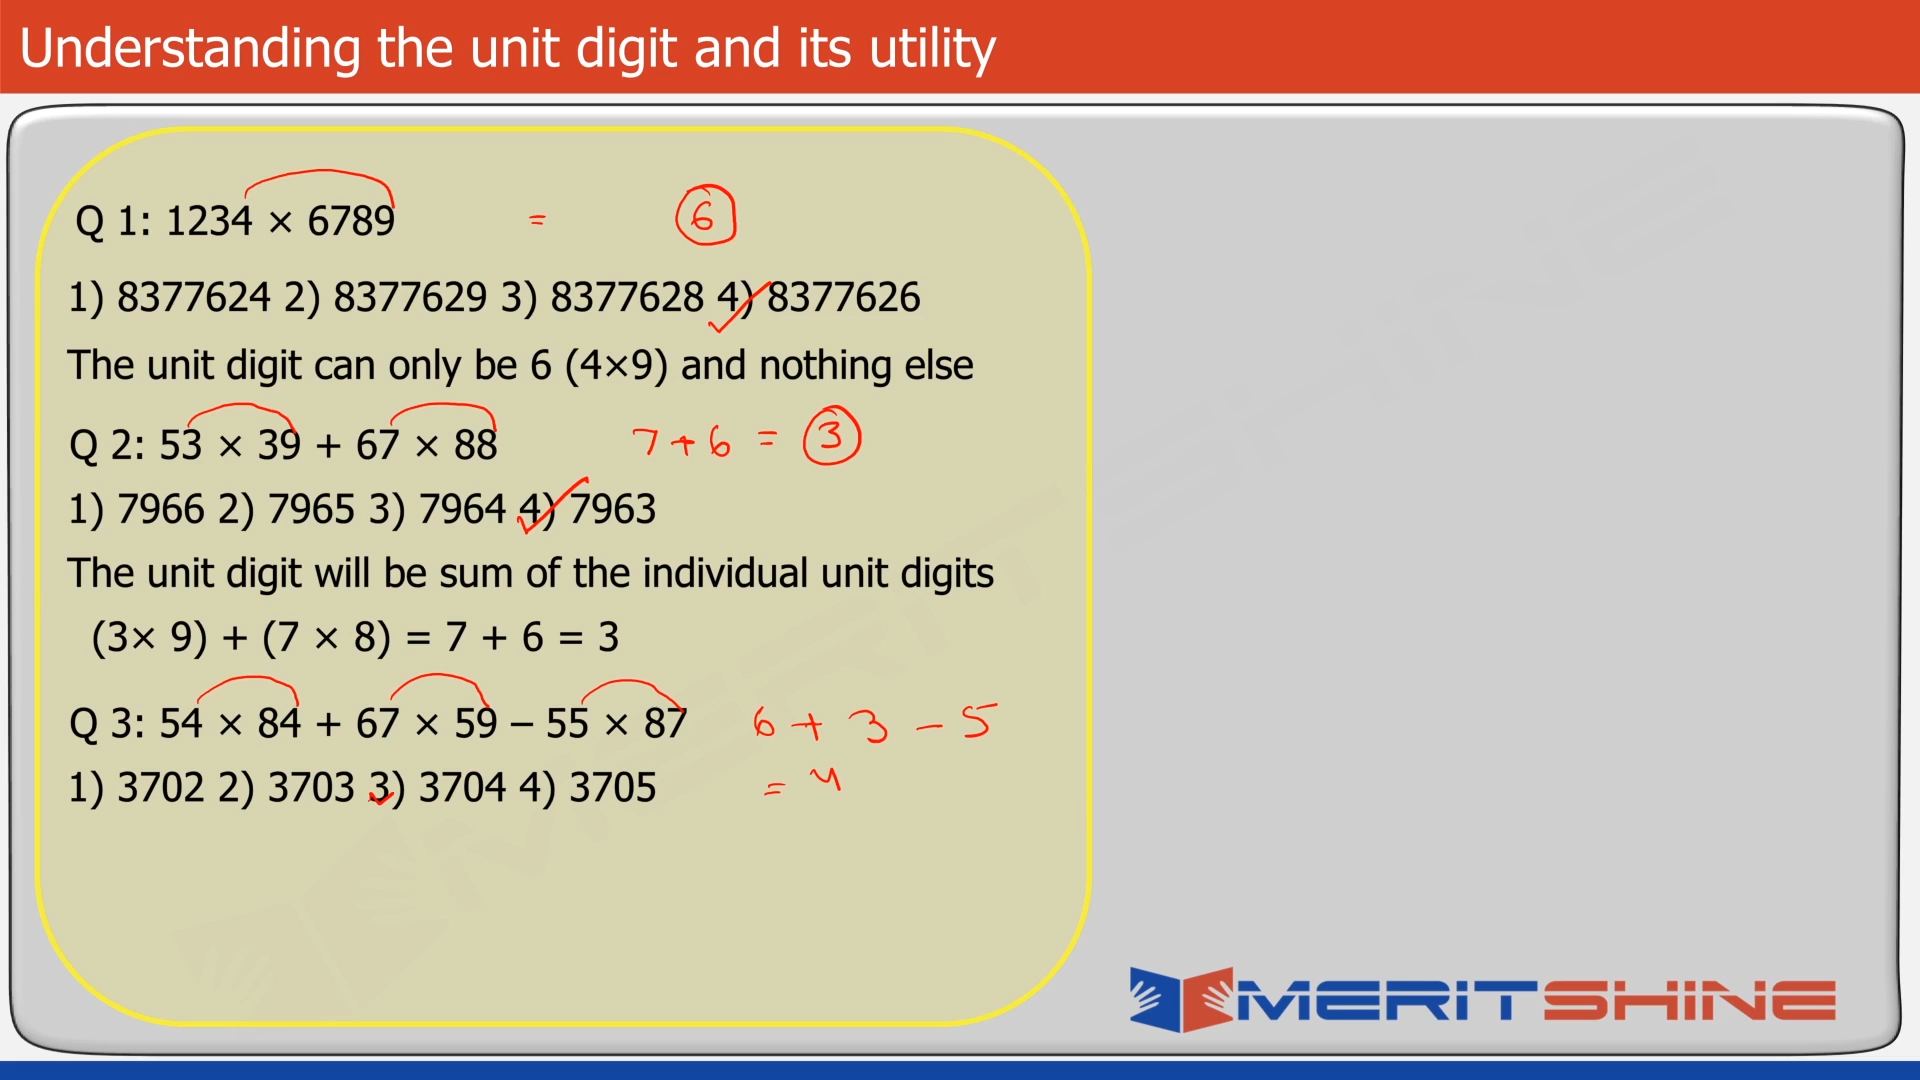 Understanding the unit digit and its utility
Q 1: 1234 × 6789 = 6
1) 8377624 2) 8377629 3) 8377628 4) 8377626
The unit digit can only be 6 (4×9) and nothing else
Q 2: 53 × 39 + 67 × 88 7 + 6 = 3
1) 7966 2) 7965 3) 7964 4) 7963
The unit digit will be sum of the individual unit digits
(3× 9) + (7 × 8) = 7 + 6 = 3
Q 3: 54 × 84 + 67 × 59 – 55 × 87 6 + 3 – 5
1) 3702 2) 3703 3) 3704 4) 3705 = 4
MERITSHINE
MERITSHINE